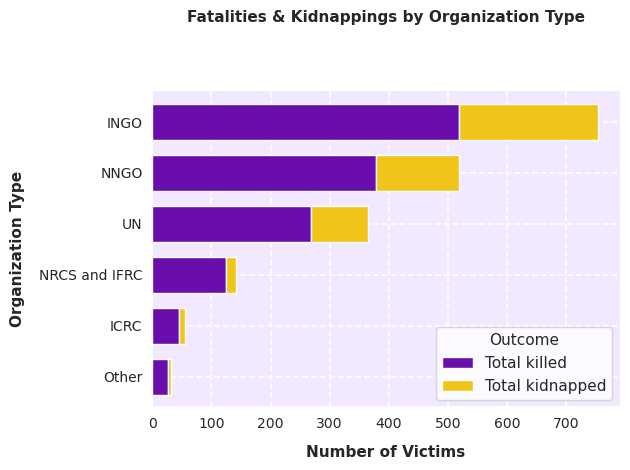 Fatalities & Kidnappings by Organization Type
Organization Type
INGO
NNGO
UN
NRCS and IFRC
ICRC
Other
Outcome
Total killed
Total kidnapped
0 100 200 300 400 500 600 700
Number of Victims